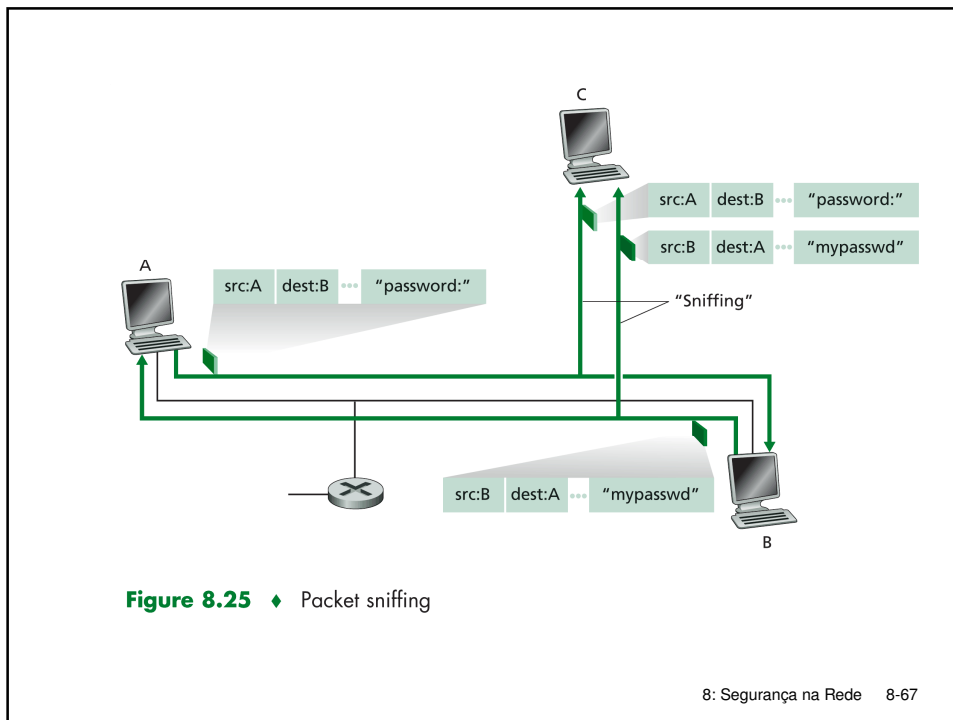 C
src:A dest:B ••• “password:”
src:B dest:A ••• “mypasswd”
A
src:A dest:B ••• “password:”
“Sniffing”
src:B dest:A ••• “mypasswd”
B
Figure 8.25 ♦ Packet sniffing
8: Segurança na Rede 8-67